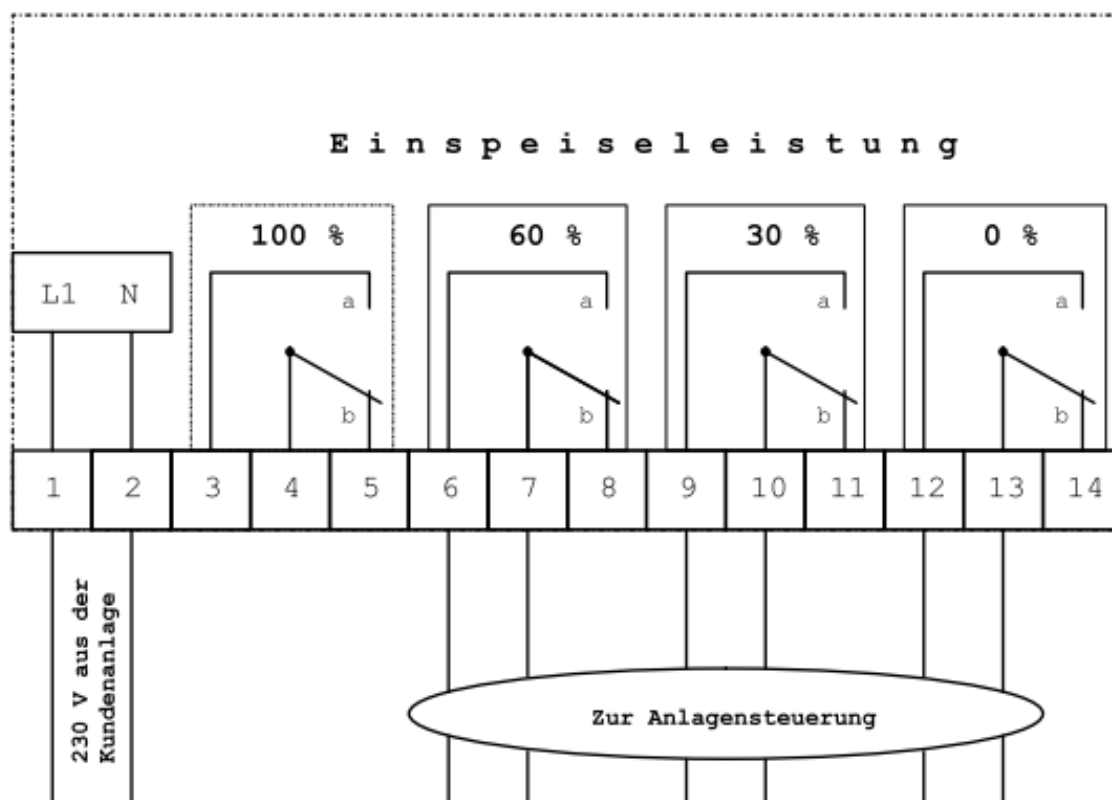 Einspeiseleistung
100 %
60 %
30 %
0 %
L1 N
a
a
a
a
b
b
b
b
1 2 3 4 5 6 7 8 9 10 11 12 13 14
230 V aus der
Kundenanlage
Zur Anlagensteuerung